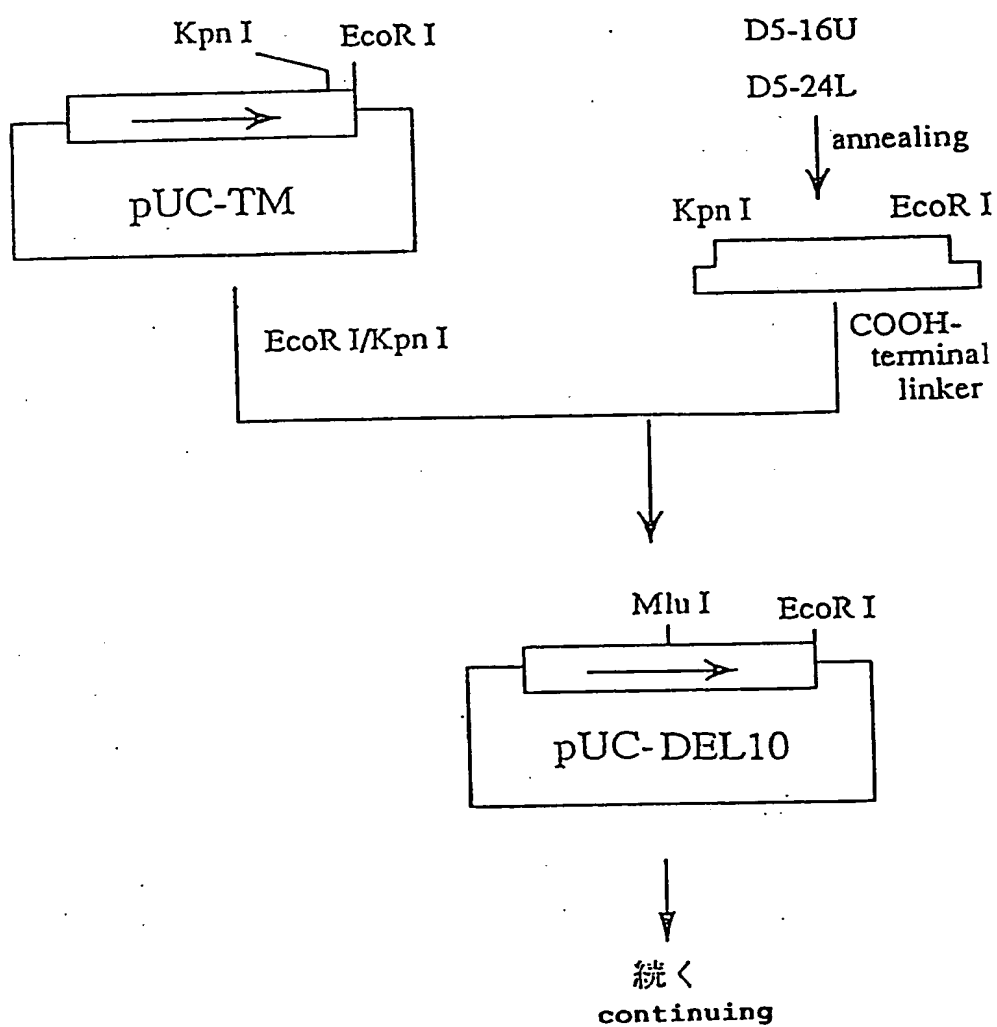 Kpn I
EcoR I
pUC-TM
EcoR I/Kpn I
D5-16U
D5-24L
annealing
Kpn I
EcoR I
COOH-
terminal
linker
Mlu I
EcoR I
pUC-DEL10
続く
continuing